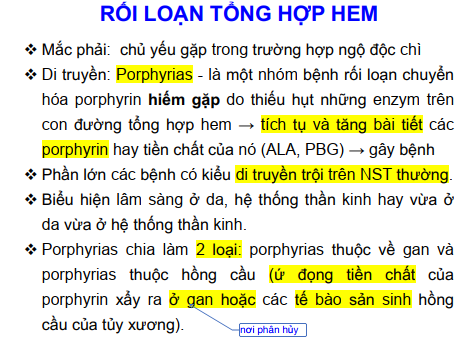 RỐI LOẠN TỔNG HỢP HEM
❖ Mắc phải: chủ yếu gặp trong trường hợp ngộ độc chì
❖ Di truyền: Porphyrias - là một nhóm bệnh rối loạn chuyển
hóa porphyrin hiếm gặp do thiếu hụt những enzym trên
con đường tổng hợp hem → tích tụ và tăng bài tiết các
porphyrin hay tiền chất của nó (ALA, PBG) → gây bệnh
❖ Phần lớn các bệnh có kiểu di truyền trội trên NST thường.
❖ Biểu hiện lâm sàng ở da, hệ thống thần kinh hay vừa ở
da vừa ở hệ thống thần kinh.
❖ Porphyrias chia làm 2 loại: porphyrias thuộc về gan và
porphyrias thuộc hồng cầu (ứ đọng tiền chất của
porphyrin xẩy ra ở gan hoặc các tế bào sản sinh hồng
cầu của tủy xương).
nơi phân hủy